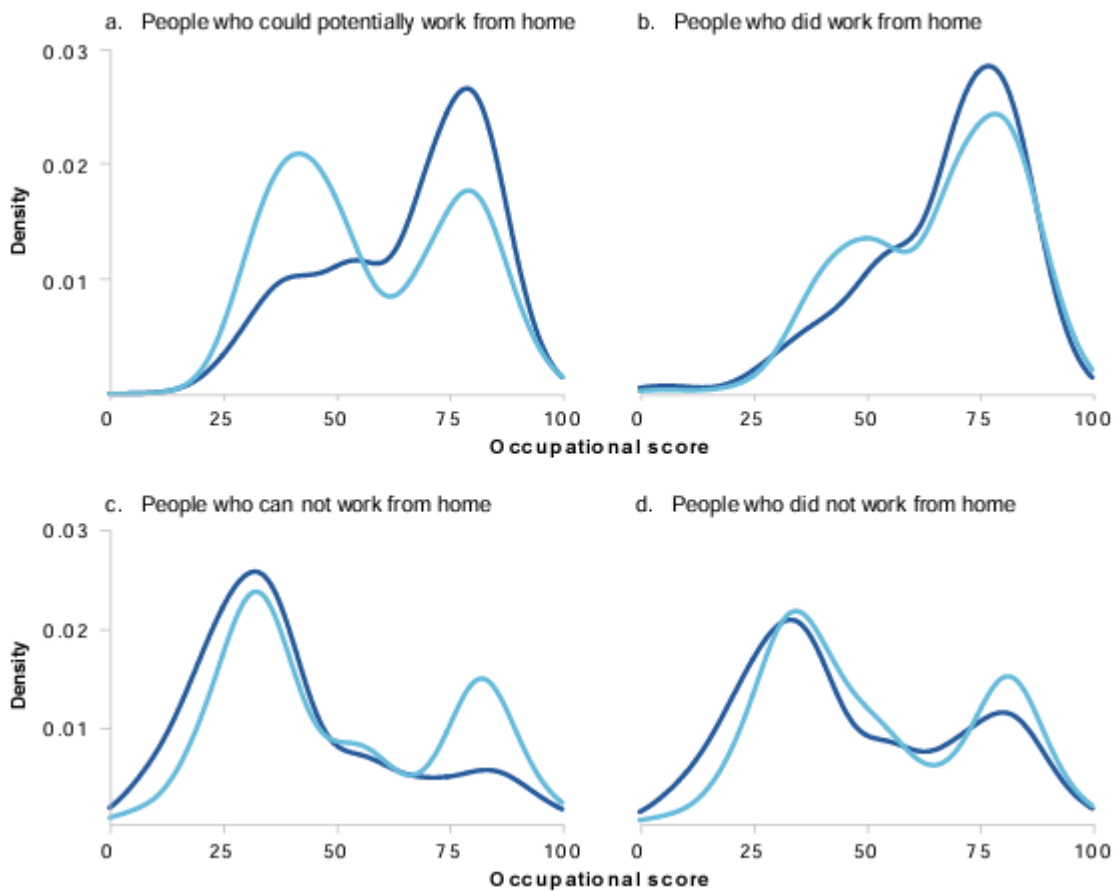 a. People who could potentially work from home
b. People who did work from home
0.03
0.02
0.01
Density
0 25 50 75 100
0 25 50 75 100
Occupational score
c. People who can not work from home
d. People who did not work from home
0.03
0.02
0.01
Density
0 25 50 75 100
0 25 50 75 100
Occupational score